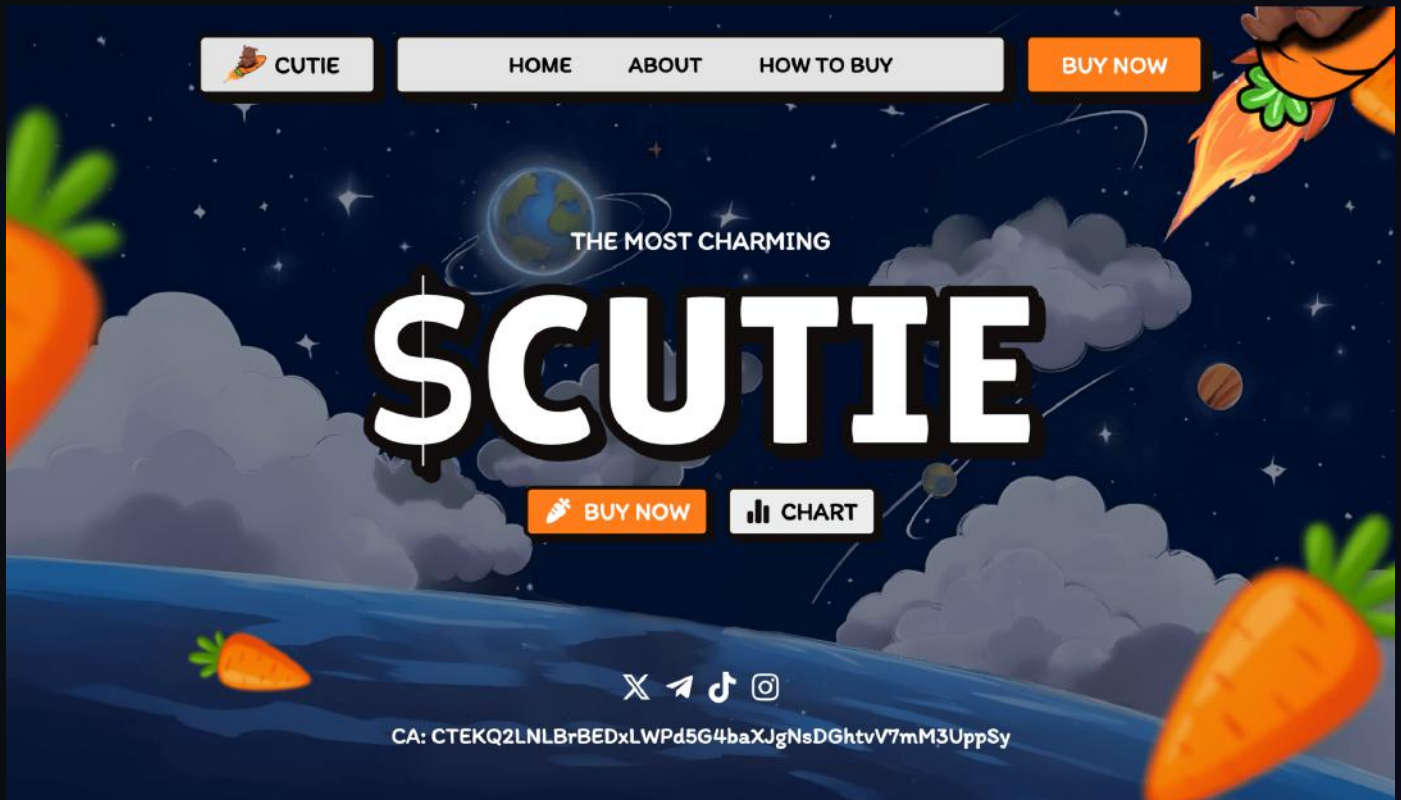 CUTIE
HOME ABOUT HOW TO BUY
BUY NOW
THE MOST CHARMING
$CUTIE
BUY NOW
CHART
CA: CTEKQ2LNLBrBEDxLWPd5G4baXJgNsDGhtvV7mM3UppSy